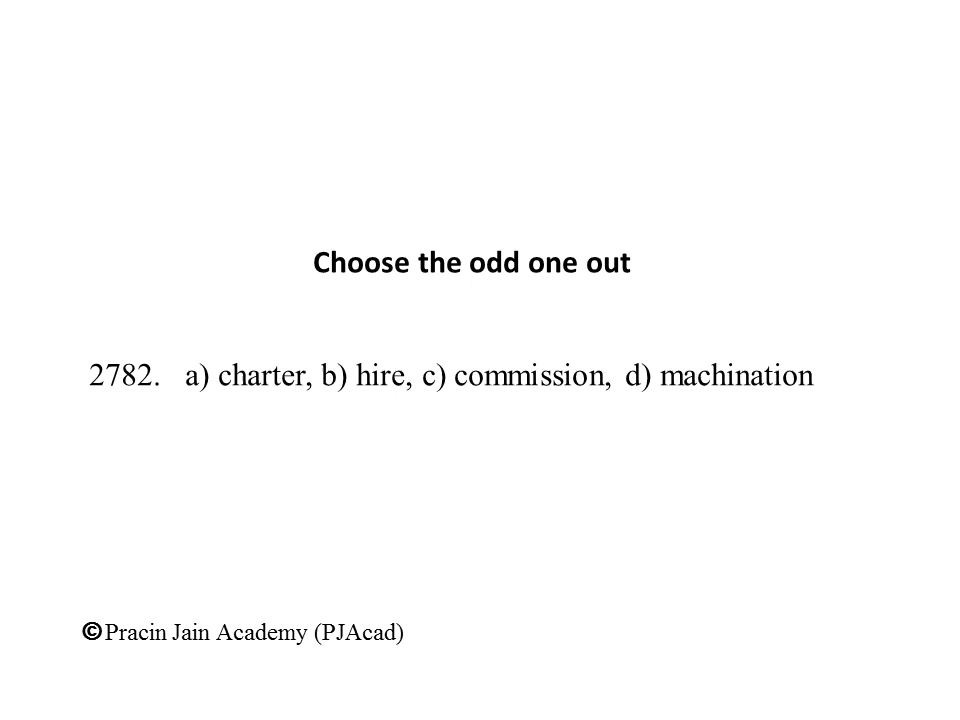 Choose the odd one out
2782. a) charter, b) hire, c) commission, d) machination
©Pracin Jain Academy (PJAcad)